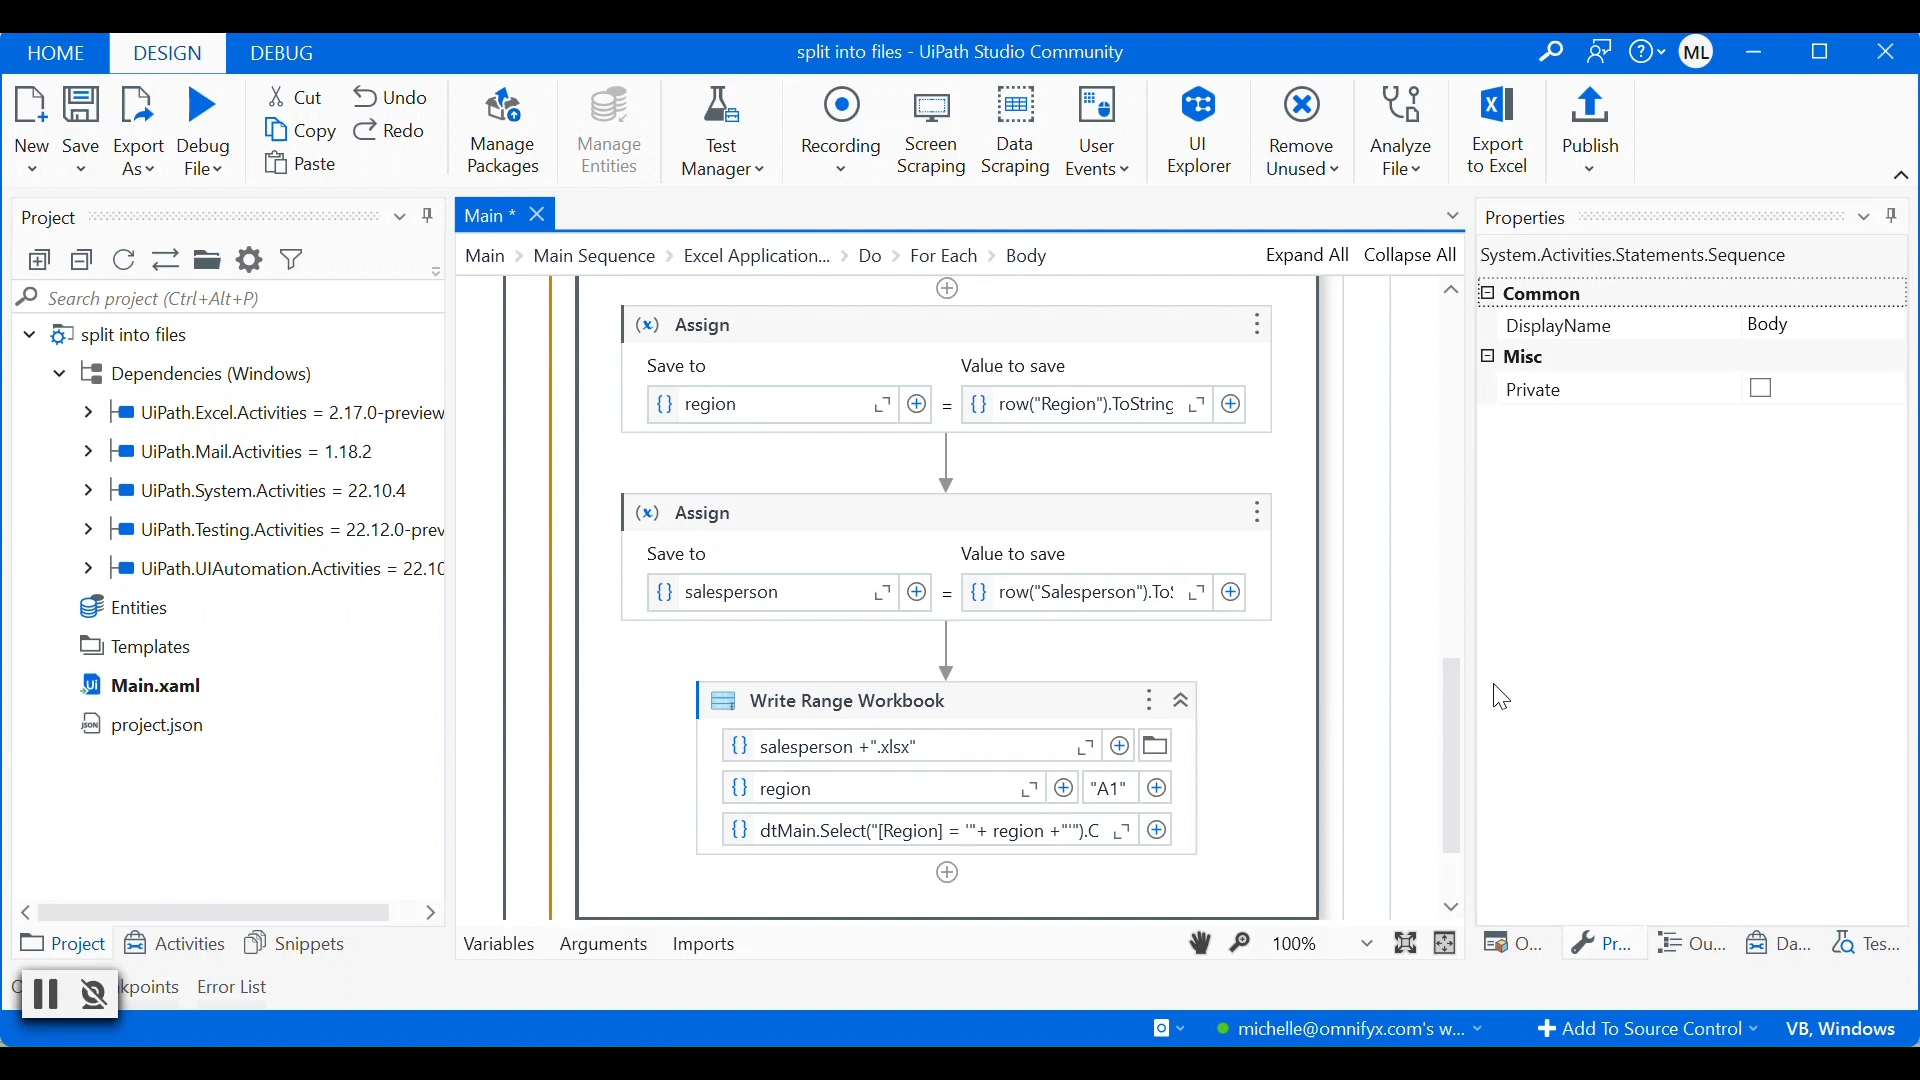 HOME
DESIGN
DEBUG
split into files - UiPath Studio Community
ML
New
Save
Export
As
Debug
File
Cut
Copy
Paste
Undo
Redo
Manage
Packages
Manage
Entities
Test
Manager
Recording
Screen
Scraping
Data
Scraping
User
Events
UI
Explorer
Remove
Unused
Analyze
File
Export
to Excel
Publish
Project
Search project (Ctrl+Alt+P)
split into files
Dependencies (Windows)
UiPath.Excel.Activities = 2.17.0-preview
UiPath.Mail.Activities = 1.18.2
UiPath.System.Activities = 22.10.4
UiPath.Testing.Activities = 22.12.0-prev
UiPath.UIAutomation.Activities = 22.10
Entities
Templates
Main.xaml
project.json
Project
Activities
Snippets
Main *
Main
Main Sequence
Excel Application...
Do
For Each
Body
Expand All
Collapse All
(x) Assign
Save to
Value to save
{} region
=
{} row("Region").ToString
(x) Assign
Save to
Value to save
{} salesperson
=
{} row("Salesperson").To
Write Range Workbook
{} salesperson +".xlsx"
{} region
"A1"
{} dtMain.Select("[Region] = '"+ region +"'").C
Variables
Arguments
Imports
100%
Properties
System.Activities.Statements.Sequence
Common
DisplayName
Body
Misc
Private
O...
Pr...
Ou...
Da...
Tes...
kpoints
Error List
michelle@omnifyx.com's w...
Add To Source Control
VB, Windows